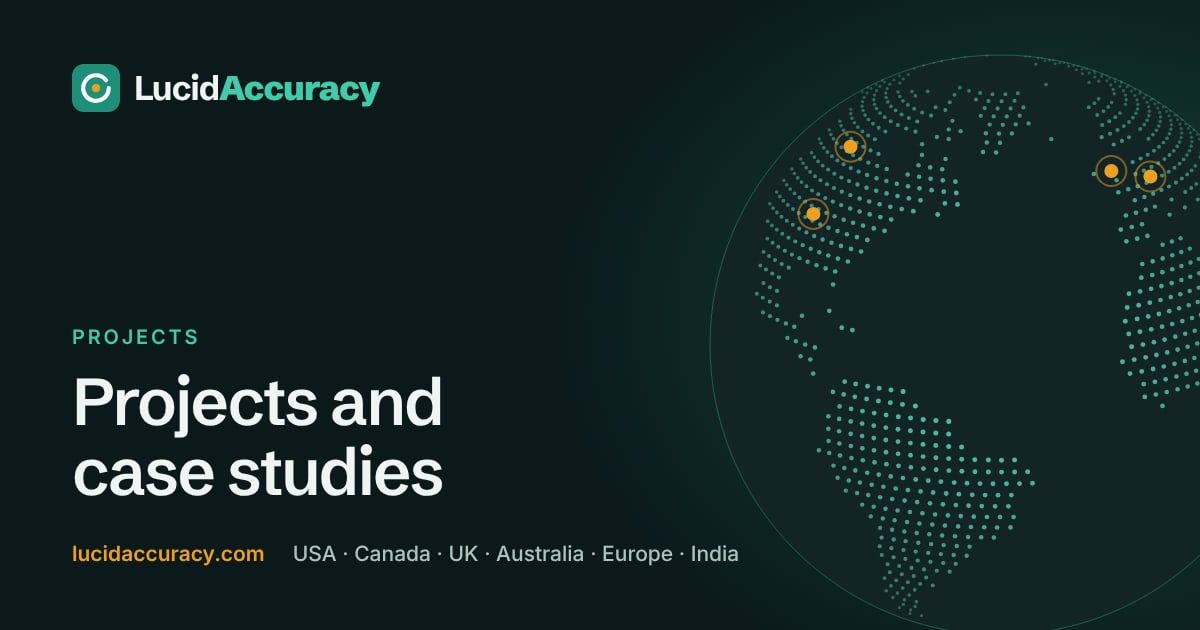 LucidAccuracy
PROJECTS
Projects and
case studies
lucidaccuracy.com USA · Canada · UK · Australia · Europe · India